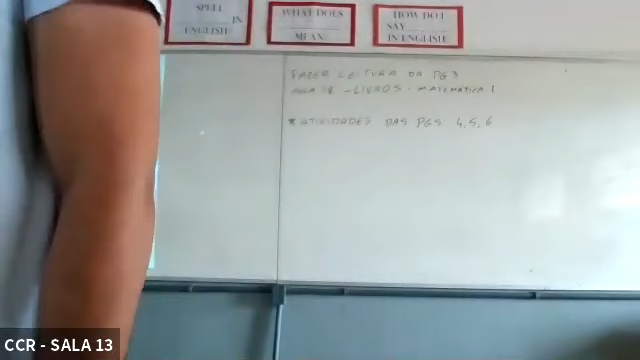 SPELL
IN
ENGLISH
WHAT DOES
MEAN
HOW DO I
SAY
IN ENGLISH
FAZER LEITURA DA PG 3
AULA 18 - LIVROS - MATEMÁTICA 1
* ATIVIDADES DAS PGS 4, 5, 6
CCR - SALA 13